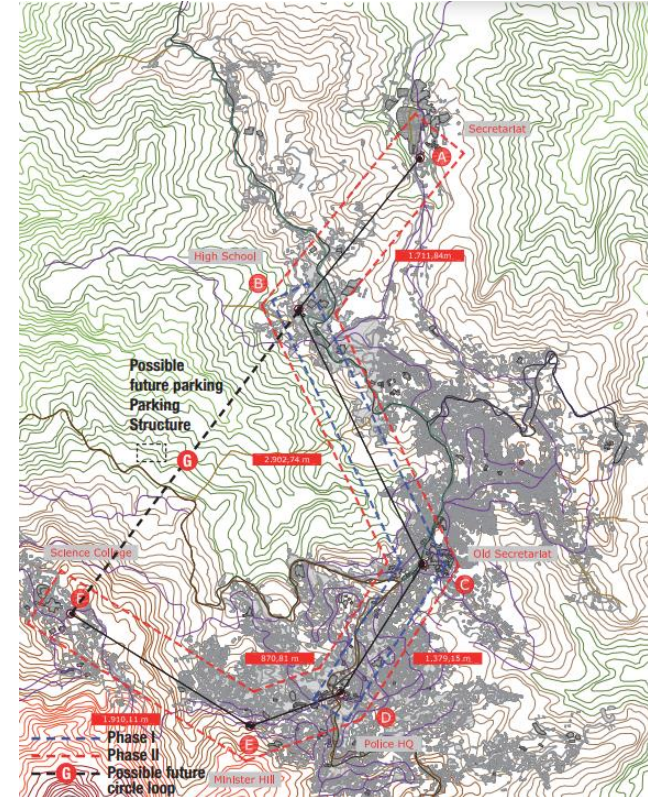 Secretariat
A
1.711,84m
High School
B
Possible
future parking
Parking
Structure
G
2.902,74 m
Science College
F
Old Secretariat
C
870,81 m
1.379,15 m
1.910,11 m
D
Police HQ
E
Minister Hill
Phase I
Phase II
G
Possible future
circle loop